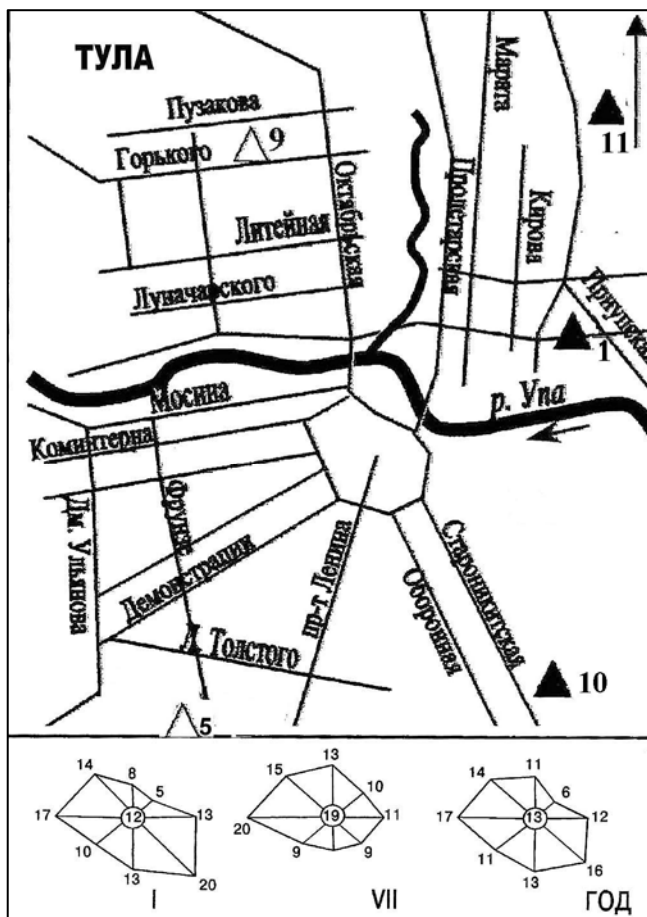 ТУЛА
Пузакова
Горького
9
Литейная
Луначарского
Октябрьская
Пролетарская
Марата
Кирова
11
Приупская
1
р. Упа
Мосина
Коминтерна
Дм. Ульянова
Фрунзе
Демонстрации
Л. Толстого
пр-т Ленина
Оборонная
Староникитская
10
5
14
8
5
17
12
13
10
13
20
I
13
15
10
20
19
11
9
9
VII
11
14
6
17
13
12
11
13
16
ГОД